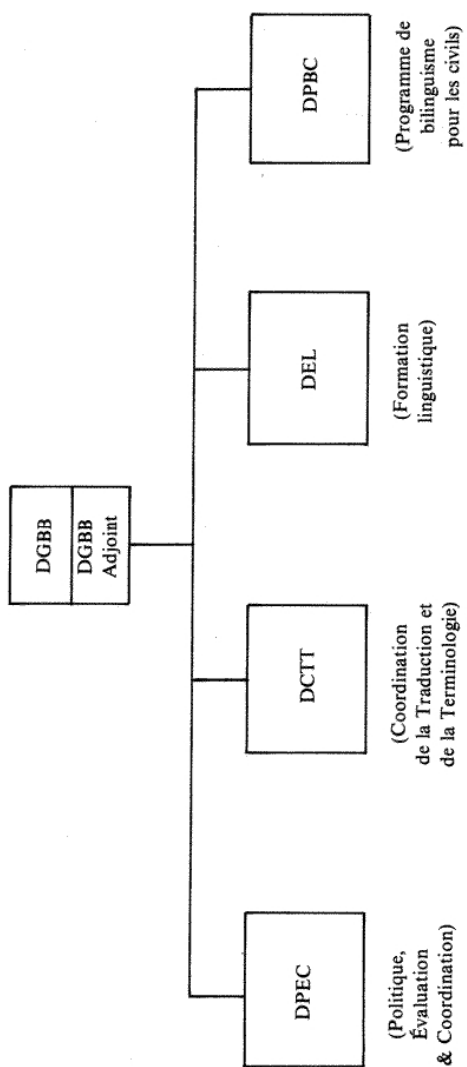 DGBB
DGBB
Adjoint
DPEC
(Politique,
Évaluation
& Coordination)
DCTT
(Coordination
de la Traduction et
de la Terminologie)
DEL
(Formation
linguistique)
DPBC
(Programme de
bilinguisme
pour les civils)